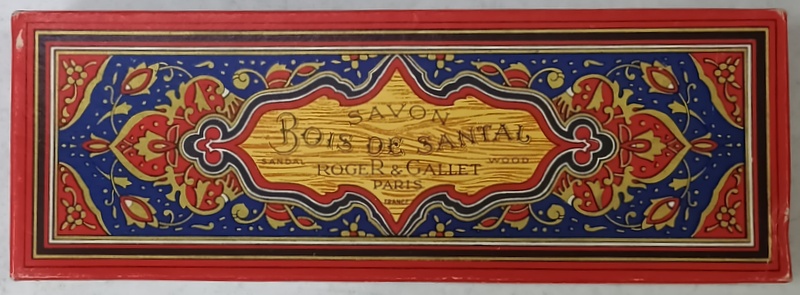 SAVON
BOIS DE SANTAL
SANDAL WOOD
ROGER & GALLET
PARIS
FRANCE